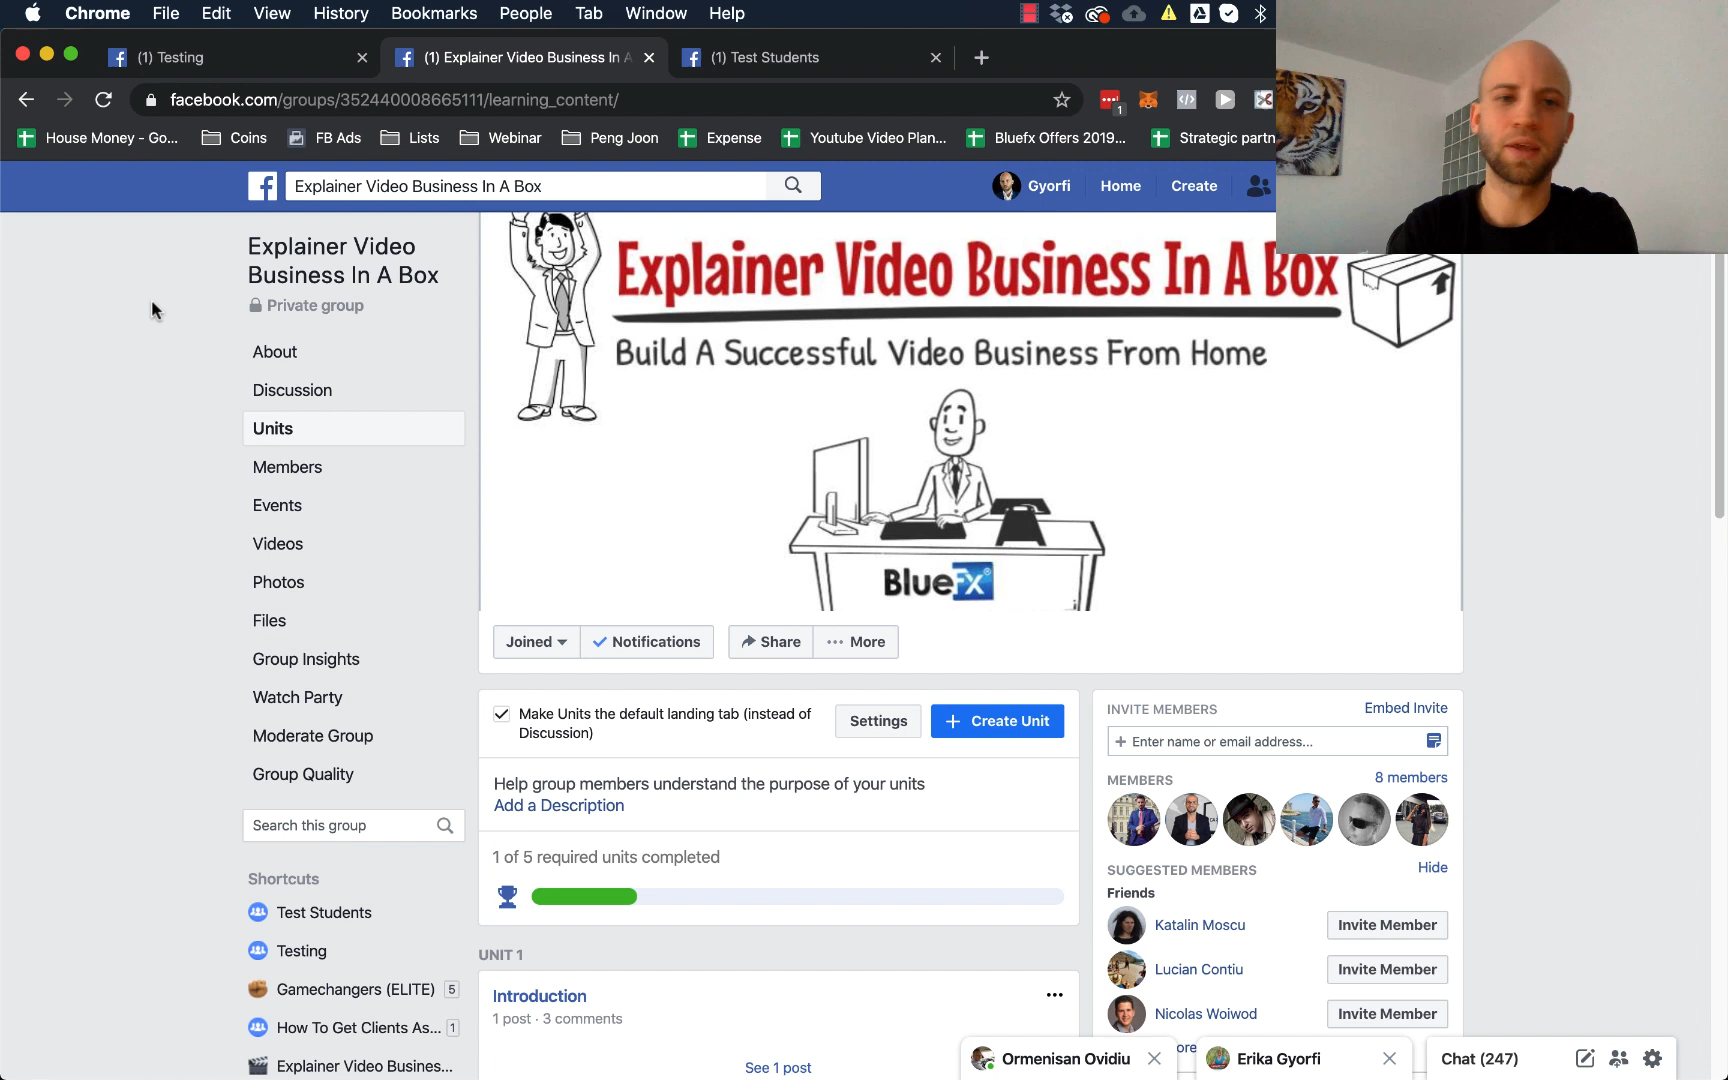 Chrome File Edit View History Bookmarks People Tab Window Help
(1) Testing
(1) Explainer Video Business In A
(1) Test Students
facebook.com/groups/352440008665111/learning_content/
1
House Money - Go...
Coins
FB Ads
Lists
Webinar
Peng Joon
Expense
Youtube Video Plan...
Bluefx Offers 2019...
Strategic partn
Explainer Video Business In A Box
Gyorfi
Home
Create
Explainer Video
Business In A Box
Private group
About
Discussion
Units
Members
Events
Videos
Photos
Files
Group Insights
Watch Party
Moderate Group
Group Quality
Search this group
Shortcuts
Test Students
Testing
Gamechangers (ELITE) 5
How To Get Clients As... 1
Explainer Video Busines...
Explainer Video Business In A Box
Build A Successful Video Business From Home
BlueFX®
Joined
Notifications
Share
More
Make Units the default landing tab (instead of
Discussion)
Settings
+ Create Unit
Help group members understand the purpose of your units
Add a Description
1 of 5 required units completed
UNIT 1
Introduction
1 post · 3 comments
See 1 post
INVITE MEMBERS
Embed Invite
+ Enter name or email address...
MEMBERS
8 members
SUGGESTED MEMBERS
Hide
Friends
Katalin Moscu
Invite Member
Lucian Contiu
Invite Member
Nicolas Woiwod
Invite Member
Ormenisan Ovidiu
Erika Gyorfi
Chat (247)